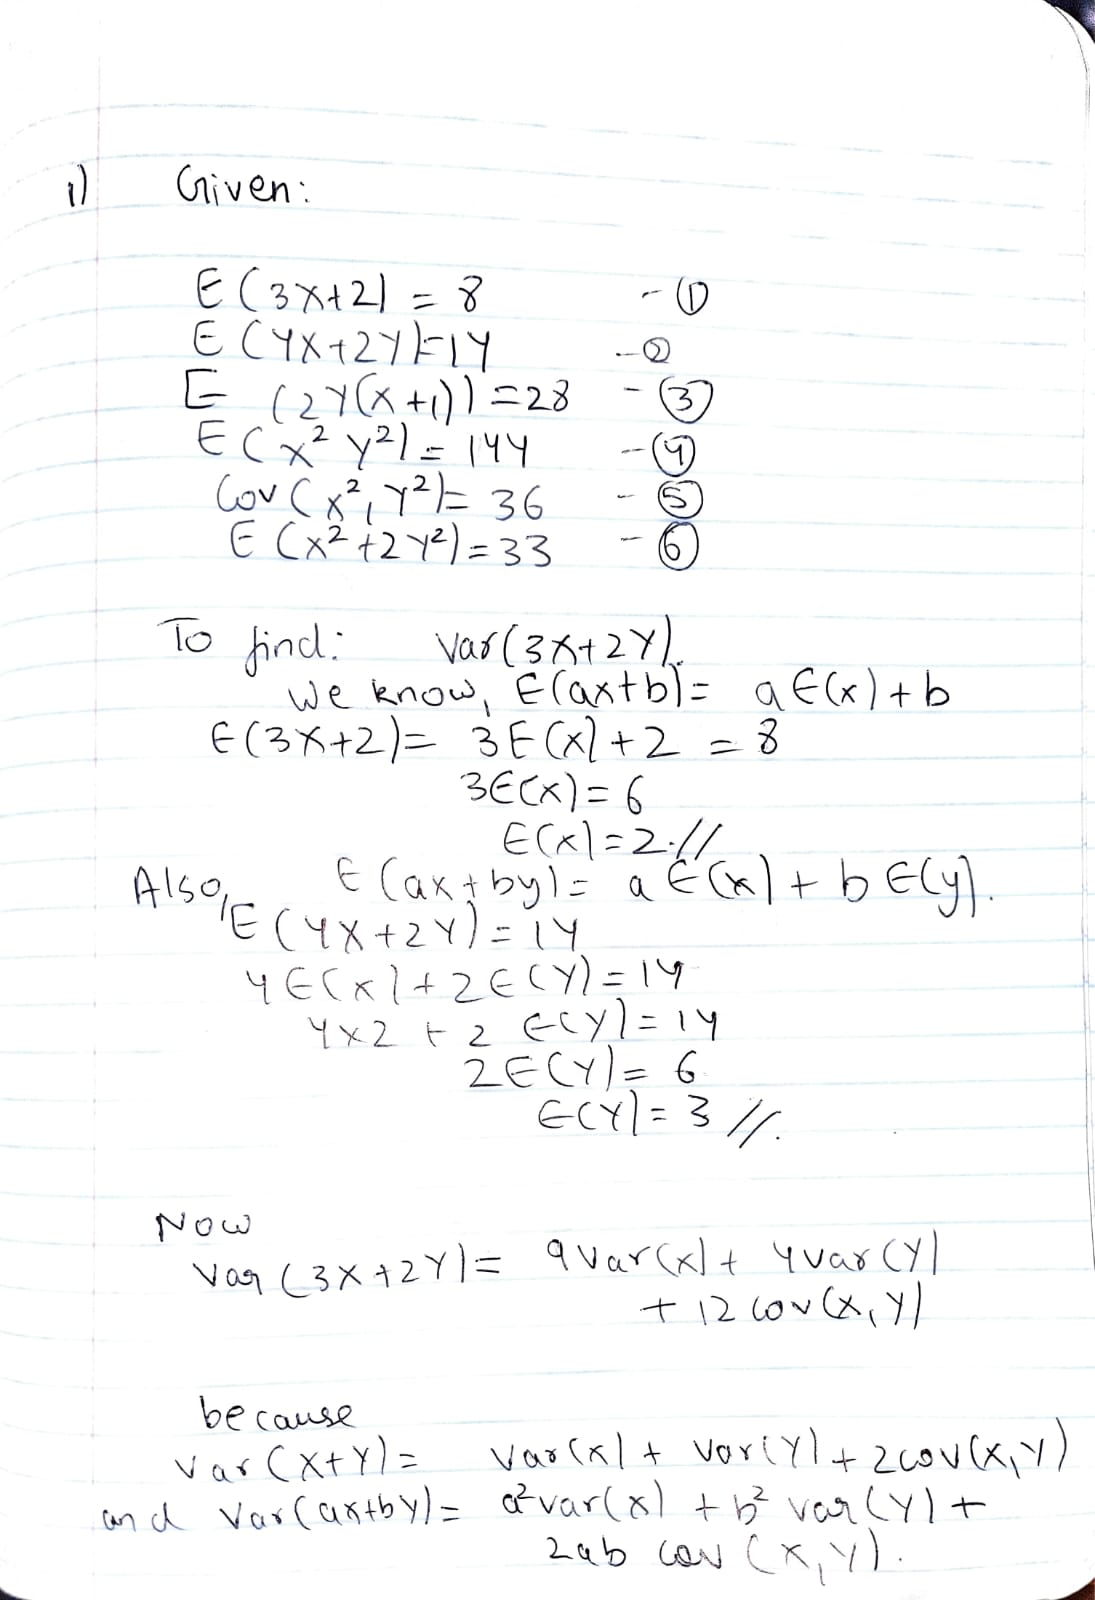 1) Given:
E(3X+2) = 8 - ①
E(4X+2Y)=14 -- ②
E (2Y(X+1))=28 - ③
E(X² Y²) = 144 -- ④
Cov(X², Y²)= 36 - ⑤
E(X²+2Y²)=33 - ⑥
To find: Var(3X+2Y).
We know, E(ax+b)= aE(x)+b
E(3X+2)= 3E(X)+2 = 8
3E(X)=6
E(X)=2.//
Also, E(ax+by)= a E(x) + b E(y).
E(4X+2Y)=14
4E(X)+2E(Y)=14
4x2 + 2 E(Y)=14
2E(Y)= 6
E(Y)=3 //.
Now
Var(3X+2Y)= 9Var(X)+ 4Var(Y)
+ 12 Cov(X,Y)
because
Var(X+Y)= Var(X)+ Var(Y)+2Cov(X,Y)
and Var(ax+by)= a²Var(x) + b² Var(Y)+
2ab Cov(X,Y).